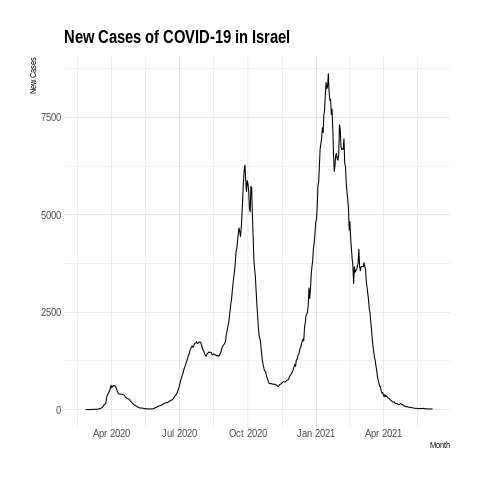 New Cases of COVID-19 in Israel
New Cases
7500
5000
2500
0
Apr 2020 Jul 2020 Oct 2020 Jan 2021 Apr 2021
Month